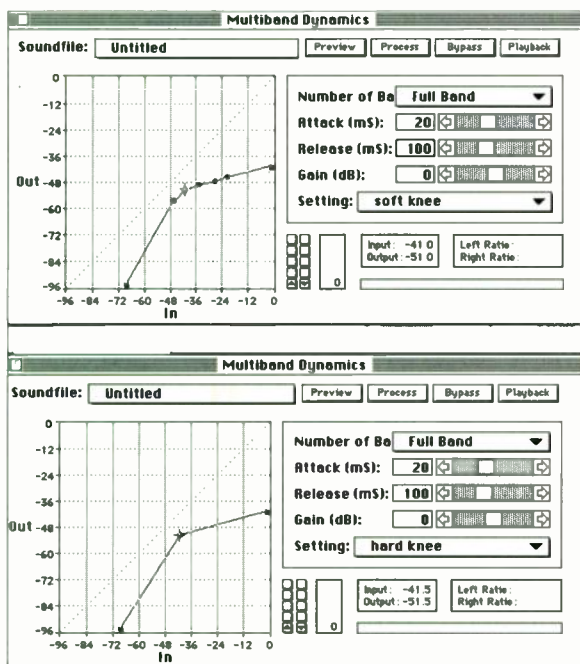 Multiband Dynamics
Soundfile: Untitled Preview Process Bypass Playback
0
-12
-24
-36
-48
-60
-72
-84
-96
Out
-96 -84 -72 -60 -48 -36 -24 -12 0
In
Number of Ba Full Band
Attack (mS): 20
Release (mS): 100
Gain (dB): 0
Setting: soft knee
0
Input: -41.0
Output: -51.0
Left Ratio:
Right Ratio:
Multiband Dynamics
Soundfile: Untitled Preview Process Bypass Playback
0
-12
-24
-36
-48
-60
-72
-84
-96
Out
-96 -84 -72 -60 -48 -36 -24 -12 0
In
Number of Ba Full Band
Attack (mS): 20
Release (mS): 100
Gain (dB): 0
Setting: hard knee
0
Input: -41.5
Output: -51.5
Left Ratio:
Right Ratio: